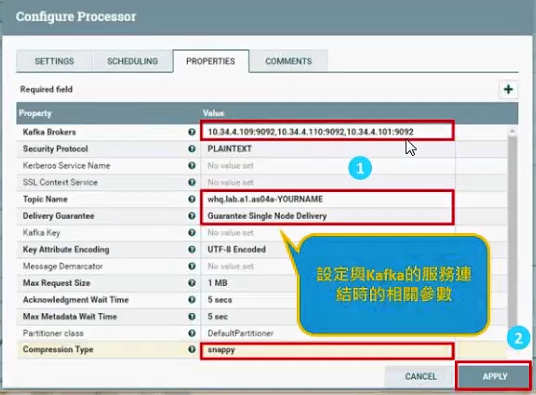 Configure Processor
SETTINGS SCHEDULING PROPERTIES COMMENTS
Required field
Property Value
Kafka Brokers 10.34.4.109:9092,10.34.4.110:9092,10.34.4.101:9092
Security Protocol PLAINTEXT
Kerberos Service Name No value set
SSL Context Service No value set
1
Topic Name whq.lab.a1.as04a-YOURNAME
Delivery Guarantee Guarantee Single Node Delivery
Kafka Key No value set
Key Attribute Encoding UTF-8 Encoded
Message Demarcator No value set
Max Request Size 1 MB
Acknowledgment Wait Time 5 secs
Max Metadata Wait Time 5 secs
Partitioner class DefaultPartitioner
Compression Type snappy
設定與Kafka的服務連
結時的相關參數
2
CANCEL APPLY